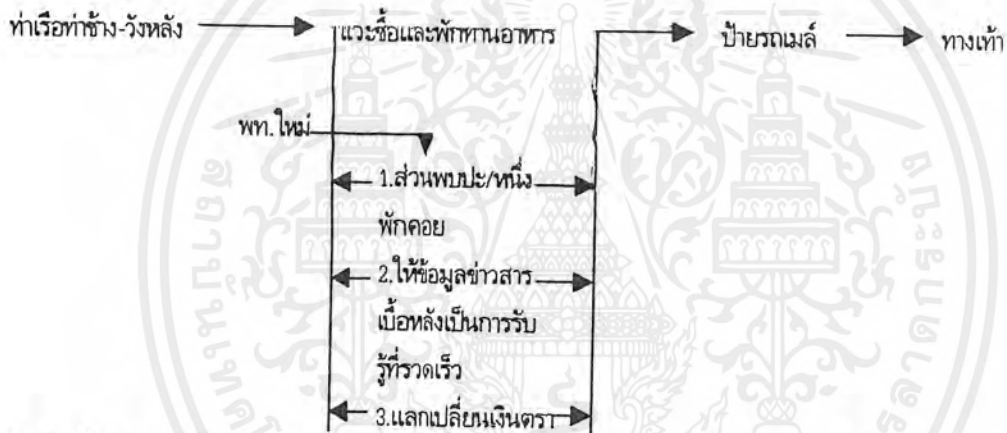 ท่าเรือท่าช้าง-วังหลัง
แวะซื้อและพักทานอาหาร
ป้ายรถเมล์
ทางเท้า
พท.ใหม่
1.ส่วนพบปะ/หนึ่ง
พักคอย
2.ให้ข้อมูลข่าวสาร
เบื้อหลังเป็นการรับ
รู้ที่รวดเร็ว
3.แลกเปลี่ยนเงินตรา